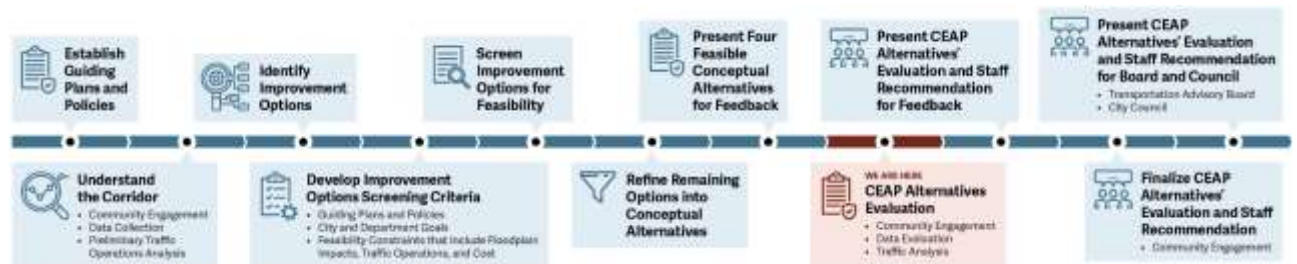 Establish
Guiding
Plans and
Policies
Understand
the Corridor
• Community Engagement
• Data Collection
• Preliminary Traffic
Operations Analysis
Identify
Improvement
Options
Develop Improvement
Options Screening Criteria
• Guiding Plans and Policies
• City and Department Goals
• Feasibility Constraints that include Floodplain
Impacts, Traffic Operations, and Cost
Screen
Improvement
Options for
Feasibility
Refine Remaining
Options into
Conceptual
Alternatives
Present Four
Feasible
Conceptual
Alternatives
for Feedback
WE ARE HERE
CEAP Alternatives
Evaluation
• Community Engagement
• Data Evaluation
• Traffic Analysis
Present CEAP
Alternatives'
Evaluation and Staff
Recommendation
for Feedback
Finalize CEAP
Alternatives'
Evaluation and Staff
Recommendation
• Community Engagement
Present CEAP
Alternatives' Evaluation
and Staff Recommendation
for Board and Council
• Transportation Advisory Board
• City Council